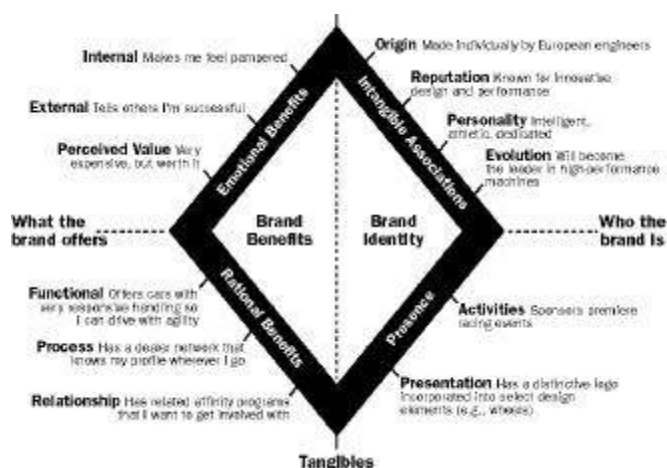 Internal Makes me feel pampered
External Tells others I'm successful
Perceived Value Very
expensive, but worth it
Emotional Benefits
Origin Made individually by European engineers
Reputation Known for innovative
design and performance
Personality Intelligent,
athletic, dedicated
Evolution Will become
the leader in high-performance
machines
Intangible Associations
What the
brand offers
Brand
Benefits
Brand
Identity
Who the
brand is
Functional Offers cars with
very responsive handling so
I can drive with agility
Process Has a dealer network that
knows my profile wherever I go
Relationship Has related affinity programs
that I want to get involved with
Rational Benefits
Activities Sponsors premiere
racing events
Presentation Has a distinctive logo
incorporated into select design
elements (e.g., wheels)
Presence
Tangibles